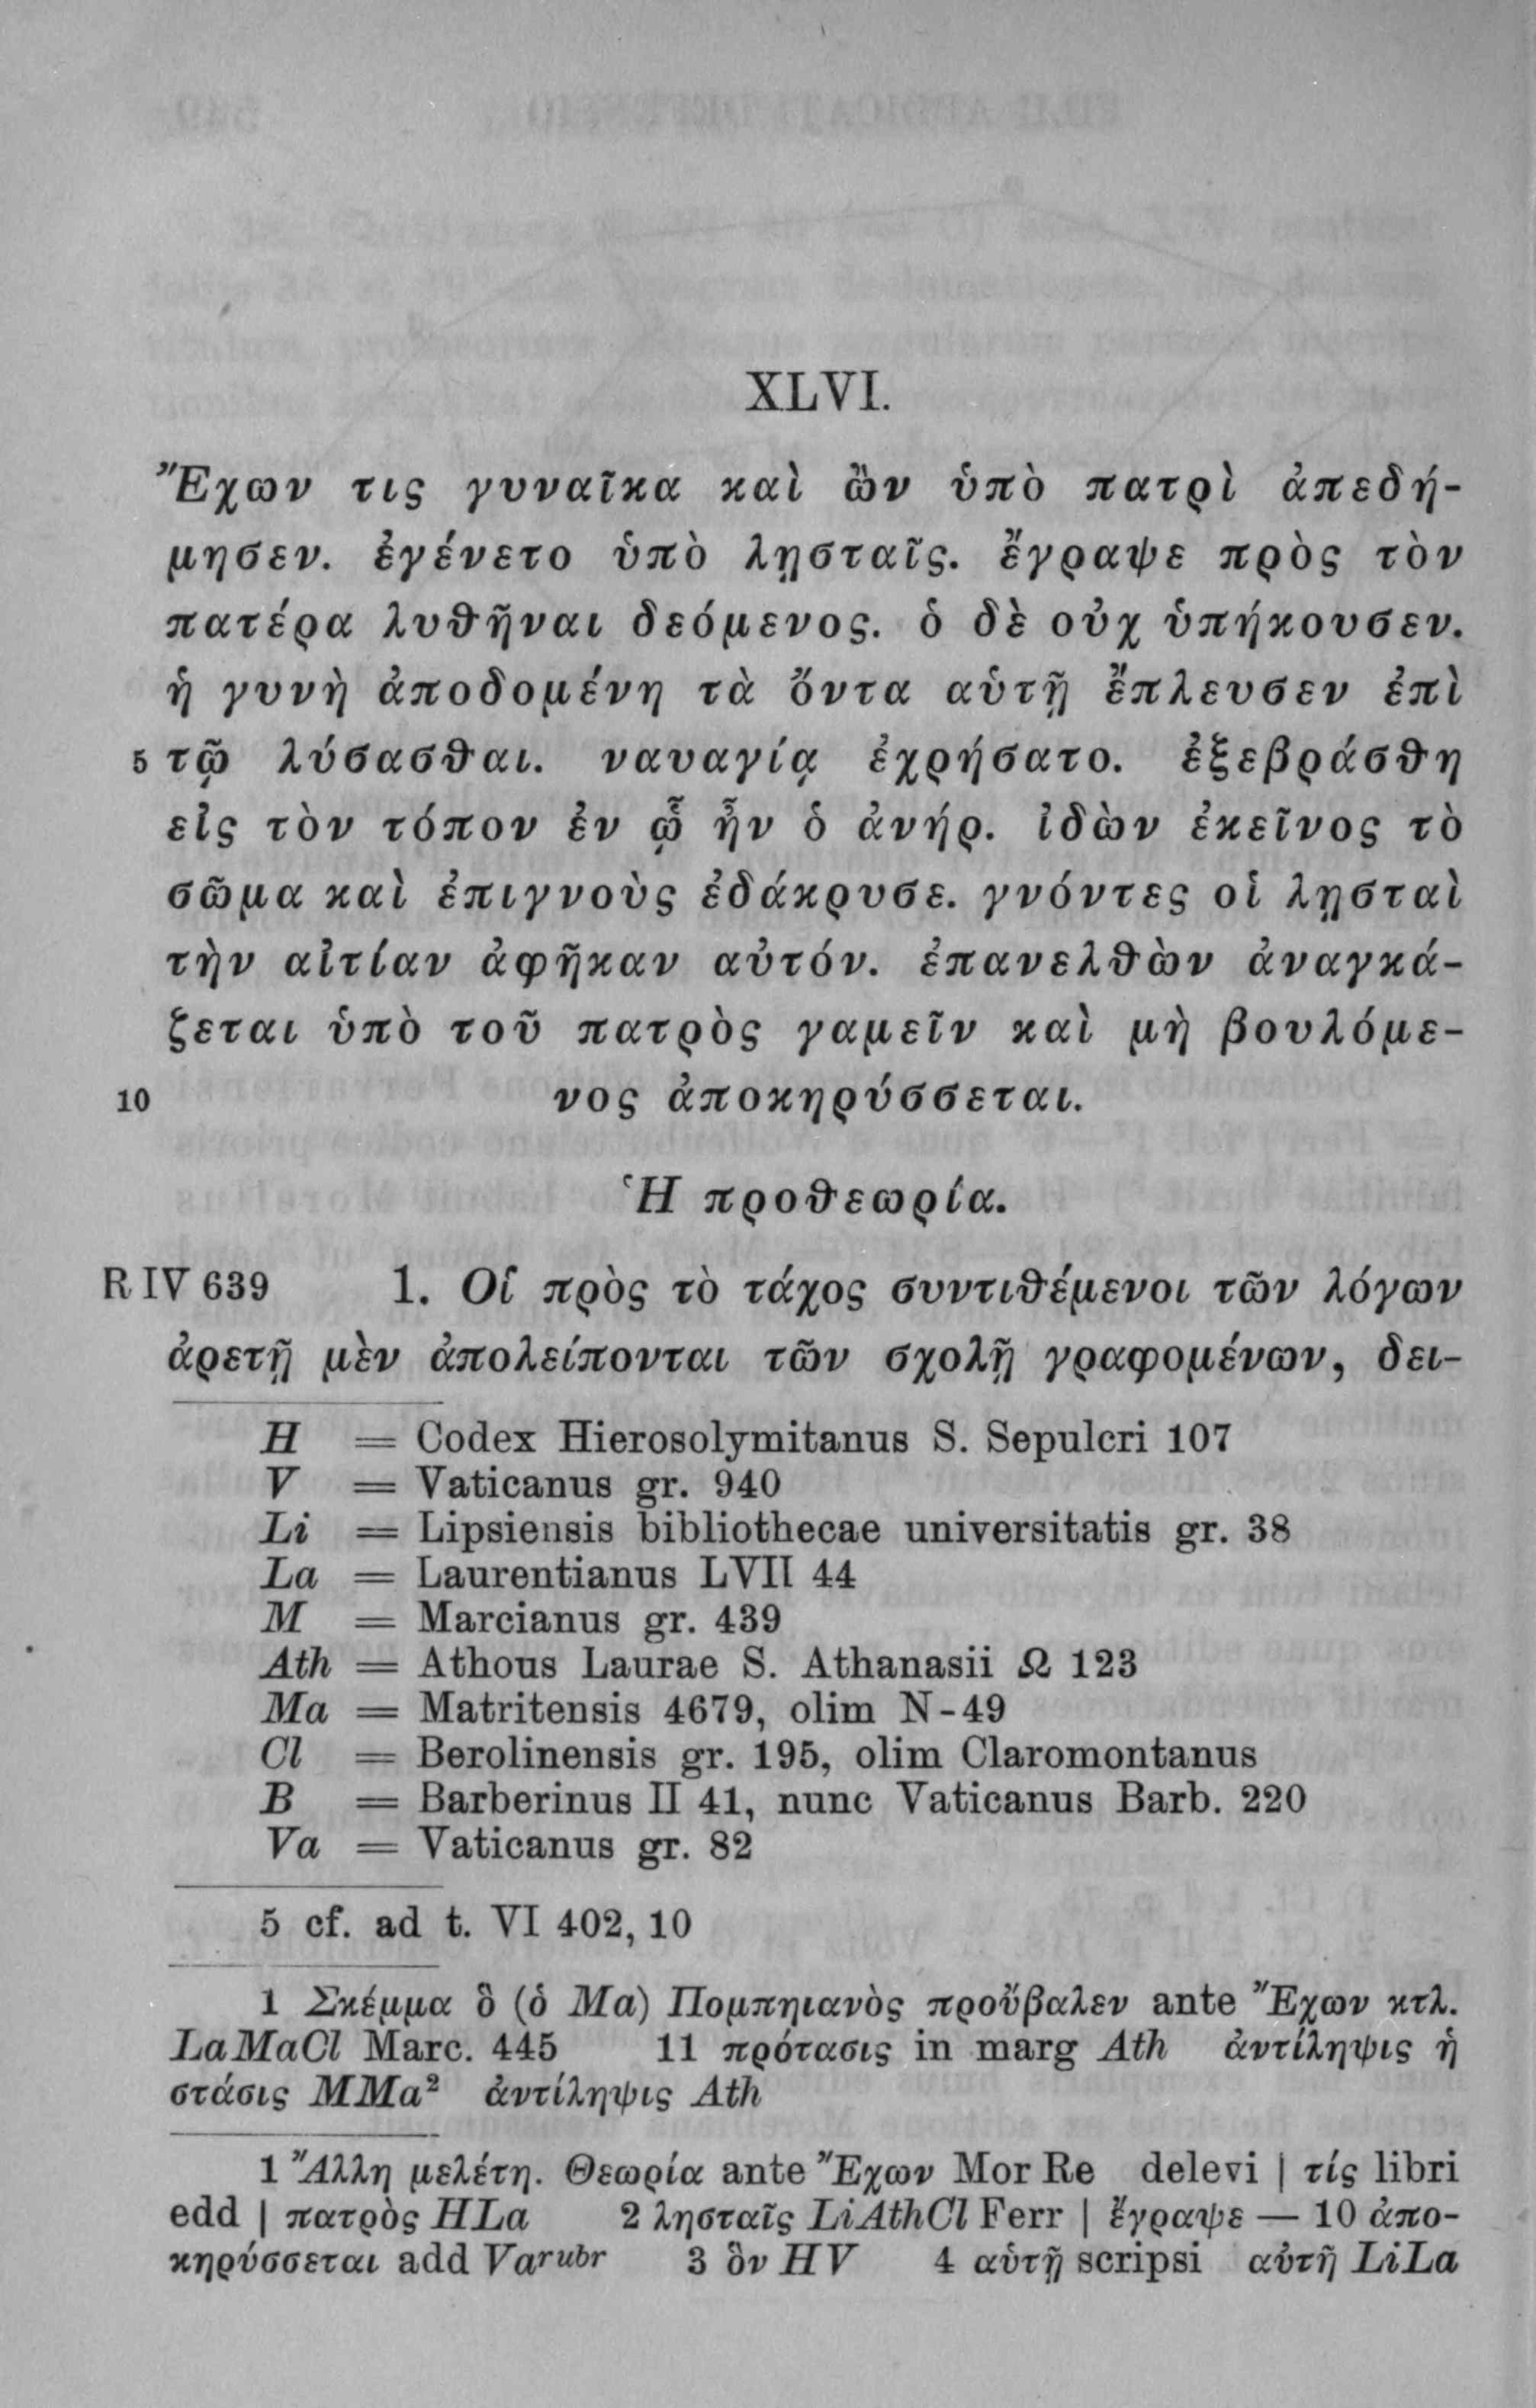 XLVI.
Ἔχων τις γυναῖκα καὶ ὢν ὑπὸ πατρὶ ἀπεδή-
μησεν. ἐγένετο ὑπὸ λῃσταῖς. ἔγραψε πρὸς τὸν
πατέρα λυθῆναι δεόμενος. ὁ δὲ οὐχ ὑπήκουσεν.
ἡ γυνὴ ἀποδομένη τὰ ὄντα αὑτῇ ἔπλευσεν ἐπὶ
5 τῷ λύσασθαι. ναυαγίᾳ ἐχρήσατο. ἐξεβράσθη
εἰς τὸν τόπον ἐν ᾧ ἦν ὁ ἀνήρ. ἰδὼν ἐκεῖνος τὸ
σῶμα καὶ ἐπιγνοὺς ἐδάκρυσε. γνόντες οἱ λῃσταὶ
τὴν αἰτίαν ἀφῆκαν αὐτόν. ἐπανελθὼν ἀναγκά-
ζεται ὑπὸ τοῦ πατρὸς γαμεῖν καὶ μὴ βουλόμε-
10 νος ἀποκηρύσσεται.
Ἡ προθεωρία.
R IV 639 1. Οἱ πρὸς τὸ τάχος συντιθέμενοι τῶν λόγων
ἀρετῇ μὲν ἀπολείπονται τῶν σχολῇ γραφομένων, δει-
H = Codex Hierosolymitanus S. Sepulcri 107
V = Vaticanus gr. 940
Li = Lipsiensis bibliothecae universitatis gr. 38
La = Laurentianus LVII 44
M = Marcianus gr. 439
Ath = Athous Laurae S. Athanasii Ω 123
Ma = Matritensis 4679, olim N-49
Cl = Berolinensis gr. 195, olim Claromontanus
B = Barberinus II 41, nunc Vaticanus Barb. 220
Va = Vaticanus gr. 82
5 cf. ad t. VI 402, 10
1 Σκέμμα ὃ (ὁ Ma) Πομπηιανὸς προὔβαλεν ante Ἔχων κτλ.
LaMaCl Marc. 445 11 πρότασις in marg Ath ἀντίληψις ἡ
στάσις MMa² ἀντίληψις Ath
1 Ἄλλη μελέτη. Θεωρία ante Ἔχων Mor Re delevi | τίς libri
edd | πατρὸς HLa 2 λησταῖς LiAthCl Ferr | ἔγραψε — 10 ἀπο-
κηρύσσεται add Varubr 3 ὃν HV 4 αὑτῇ scripsi αὐτῆ LiLa